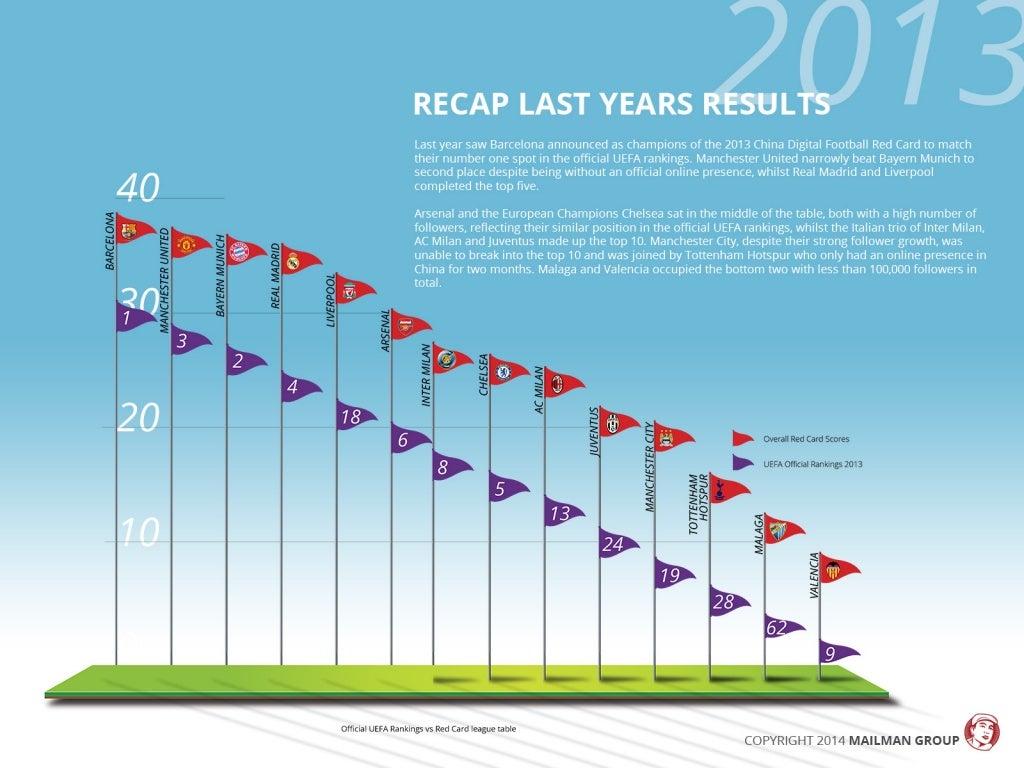 2013
RECAP LAST YEARS RESULTS
Last year saw Barcelona announced as champions of the 2013 China Digital Football Red Card to match
their number one spot in the official UEFA rankings. Manchester United narrowly beat Bayern Munich to
second place despite being without an official online presence, whilst Real Madrid and Liverpool
completed the top five.
Arsenal and the European Champions Chelsea sat in the middle of the table, both with a high number of
followers, reflecting their similar position in the official UEFA rankings, whilst the Italian trio of Inter Milan,
AC Milan and Juventus made up the top 10. Manchester City, despite their strong follower growth, was
unable to break into the top 10 and was joined by Tottenham Hotspur who only had an online presence in
China for two months. Malaga and Valencia occupied the bottom two with less than 100,000 followers in
total.
40
30
20
10
0
BARCELONA
MANCHESTER UNITED
BAYERN MUNICH
REAL MADRID
LIVERPOOL
ARSENAL
INTER MILAN
CHELSEA
AC MILAN
JUVENTUS
MANCHESTER CITY
TOTTENHAM
HOTSPUR
MALAGA
VALENCIA
1
3
2
4
18
6
8
5
13
24
19
28
62
9
Overall Red Card Scores
UEFA Official Rankings 2013
Official UEFA Rankings vs Red Card league table
COPYRIGHT 2014 MAILMAN GROUP